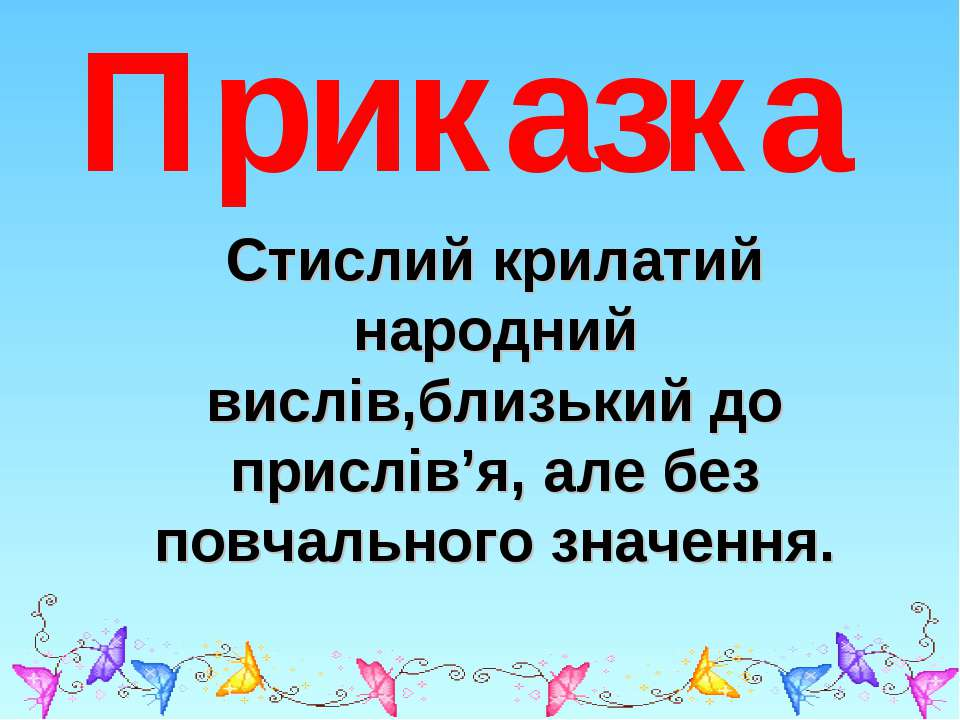 Приказка
Стислий крилатий
народний
вислів,близький до
прислів’я, але без
повчального значення.